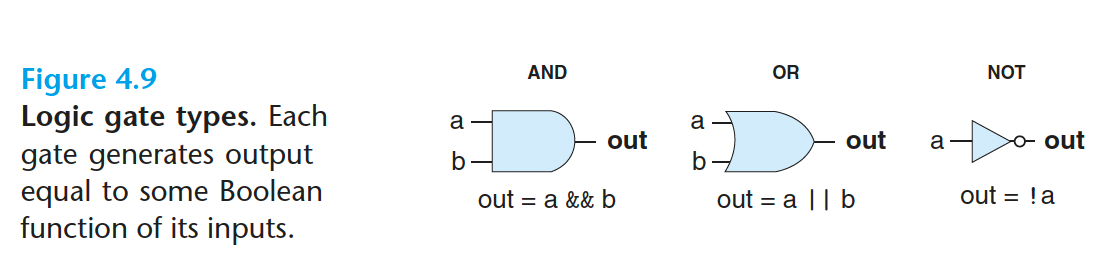 Figure 4.9
Logic gate types. Each
gate generates output
equal to some Boolean
function of its inputs.
AND
a
b
out
out = a && b
OR
a
b
out
out = a || b
NOT
a
out
out = !a